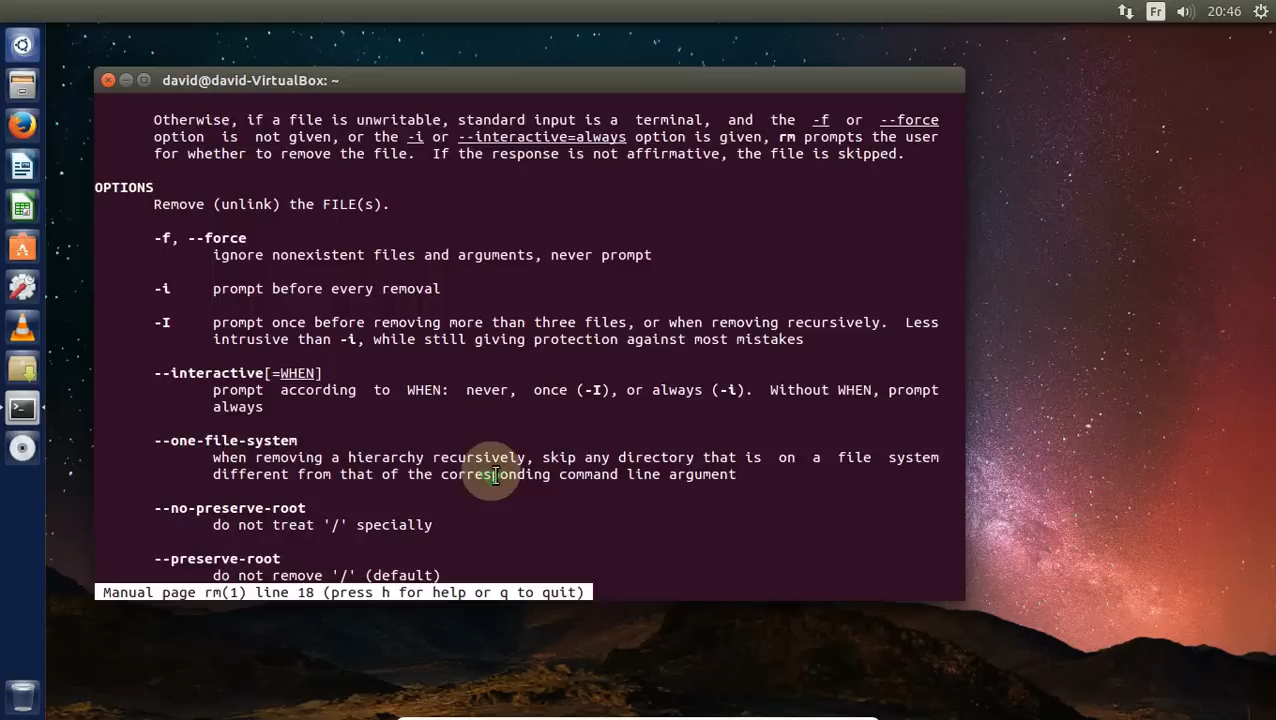 Fr
20:46
david@david-VirtualBox: ~
Otherwise, if a file is unwritable, standard input is a terminal, and the -f or --force
option is not given, or the -i or --interactive=always option is given, rm prompts the user
for whether to remove the file. If the response is not affirmative, the file is skipped.
OPTIONS
Remove (unlink) the FILE(s).
-f, --force
ignore nonexistent files and arguments, never prompt
-i prompt before every removal
-I prompt once before removing more than three files, or when removing recursively. Less
intrusive than -i, while still giving protection against most mistakes
--interactive[=WHEN]
prompt according to WHEN: never, once (-I), or always (-i). Without WHEN, prompt
always
--one-file-system
when removing a hierarchy recursively, skip any directory that is on a file system
different from that of the corresponding command line argument
--no-preserve-root
do not treat '/' specially
--preserve-root
do not remove '/' (default)
Manual page rm(1) line 18 (press h for help or q to quit)